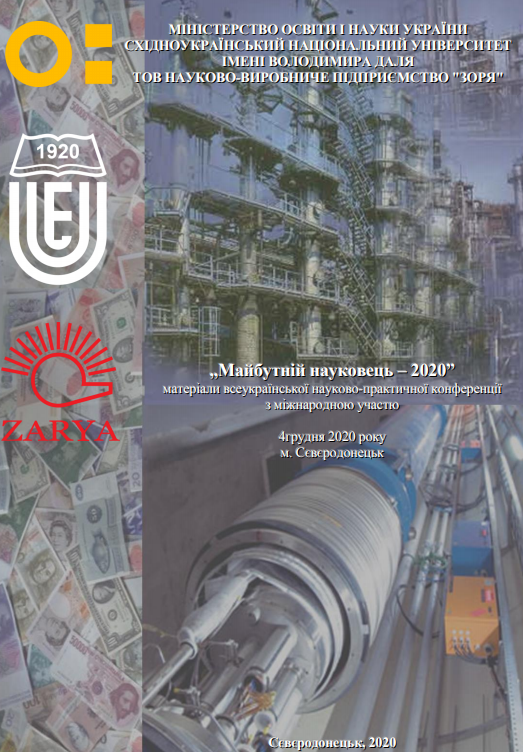 МІНІСТЕРСТВО ОСВІТИ І НАУКИ УКРАЇНИ
СХІДНОУКРАЇНСЬКИЙ НАЦІОНАЛЬНИЙ УНІВЕРСИТЕТ
ІМЕНІ ВОЛОДИМИРА ДАЛЯ
ТОВ НАУКОВО-ВИРОБНИЧЕ ПІДПРИЄМСТВО "ЗОРЯ"
1920
ZARYA
„Майбутній науковець – 2020”
матеріали всеукраїнської науково-практичної конференції
з міжнародною участю
4грудня 2020 року
м. Сєвєродонецьк
Сєвєродонецьк, 2020